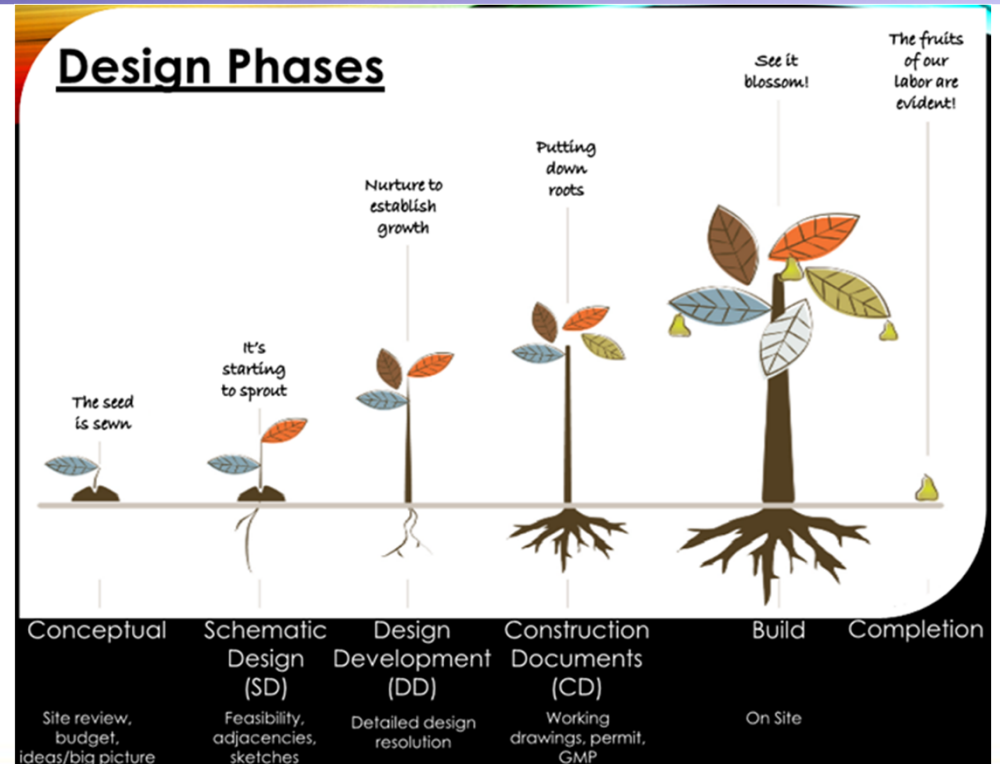 Design Phases
The seed
is sewn
It's
starting
to sprout
Nurture to
establish
growth
Putting
down
roots
See it
blossom!
The fruits
of our
labor are
evident!
Conceptual
Site review,
budget,
ideas/big picture
Schematic
Design
(SD)
Feasibility,
adjacencies,
sketches
Design
Development
(DD)
Detailed design
resolution
Construction
Documents
(CD)
Working
drawings, permit,
GMP
Build
On Site
Completion